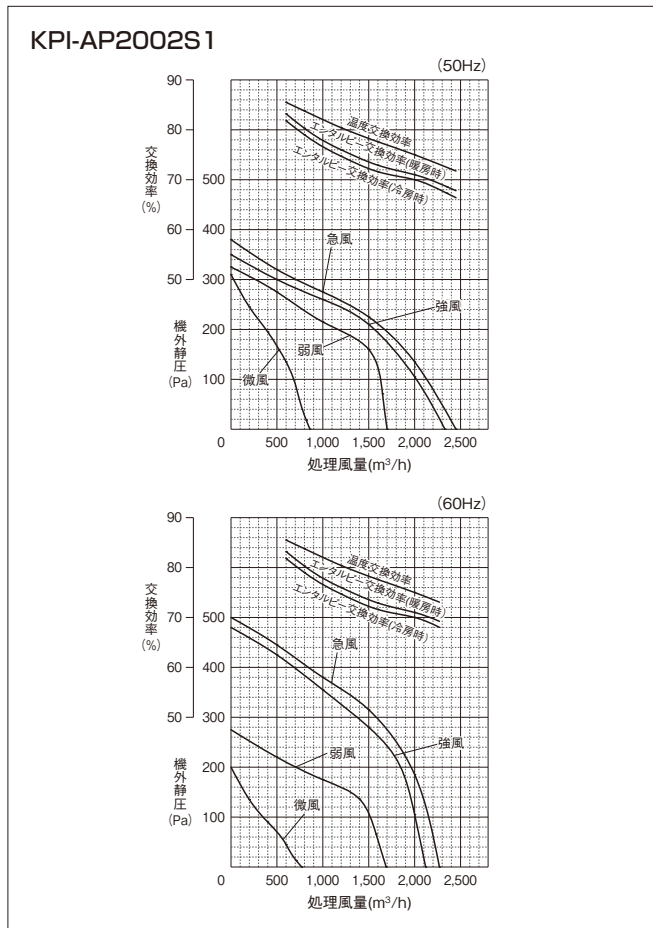 KPI-AP2002S1
(50Hz)
90
80
70
60
50
交換効率
(%)
500
400
300
200
100
機外静圧
(Pa)
温度交換効率
エンタルピー交換効率(暖房時)
エンタルピー交換効率(冷房時)
急風
強風
弱風
微風
0
500
1,000
1,500
2,000
2,500
処理風量(m³/h)
(60Hz)
90
80
70
60
50
交換効率
(%)
500
400
300
200
100
機外静圧
(Pa)
温度交換効率
エンタルピー交換効率(暖房時)
エンタルピー交換効率(冷房時)
急風
強風
弱風
微風
0
500
1,000
1,500
2,000
2,500
処理風量(m³/h)